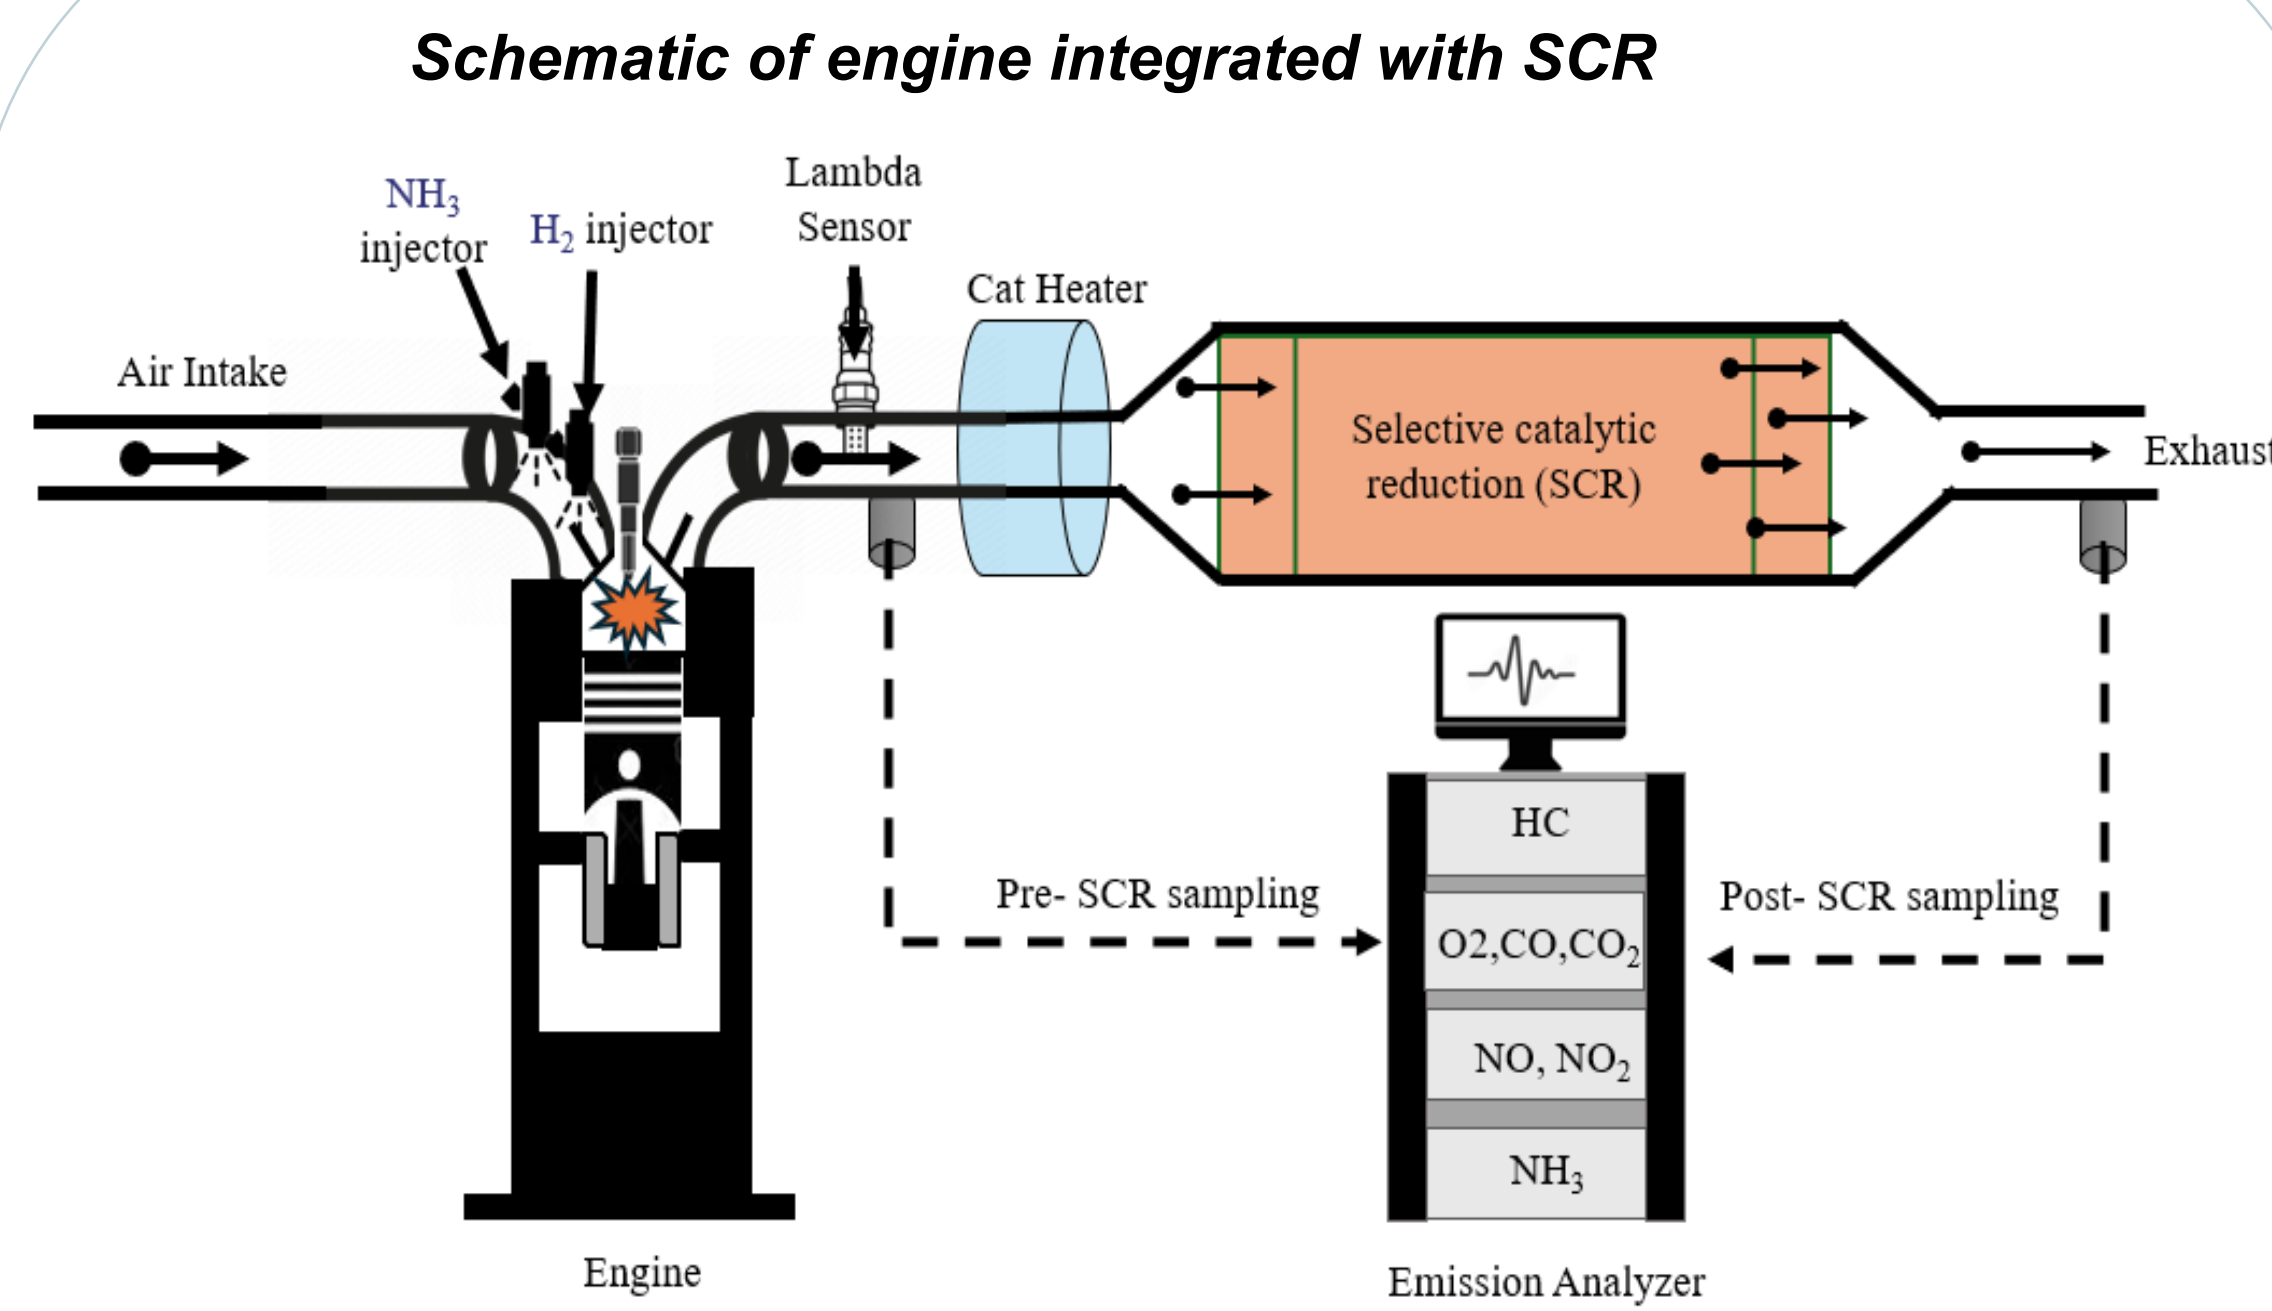 Schematic of engine integrated with SCR
NH₃
injector
H₂ injector
Lambda
Sensor
Cat Heater
Air Intake
Selective catalytic
reduction (SCR)
Exhaust
HC
Pre- SCR sampling
Post- SCR sampling
O2,CO,CO₂
NO, NO₂
NH₃
Engine
Emission Analyzer